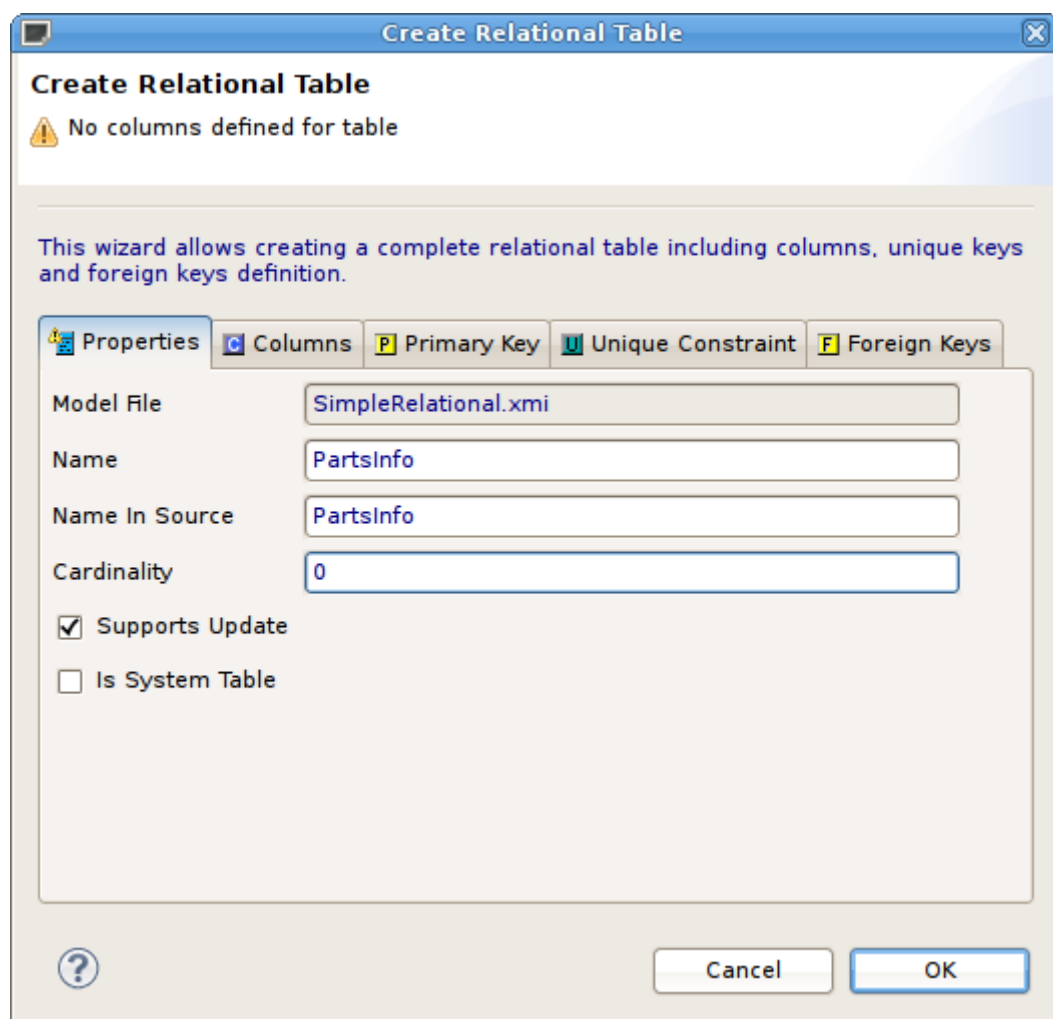 Create Relational Table
Create Relational Table
No columns defined for table
This wizard allows creating a complete relational table including columns, unique keys
and foreign keys definition.
Properties C Columns P Primary Key U Unique Constraint F Foreign Keys
Model File SimpleRelational.xmi
Name PartsInfo
Name In Source PartsInfo
Cardinality 0
Supports Update
Is System Table
? Cancel OK